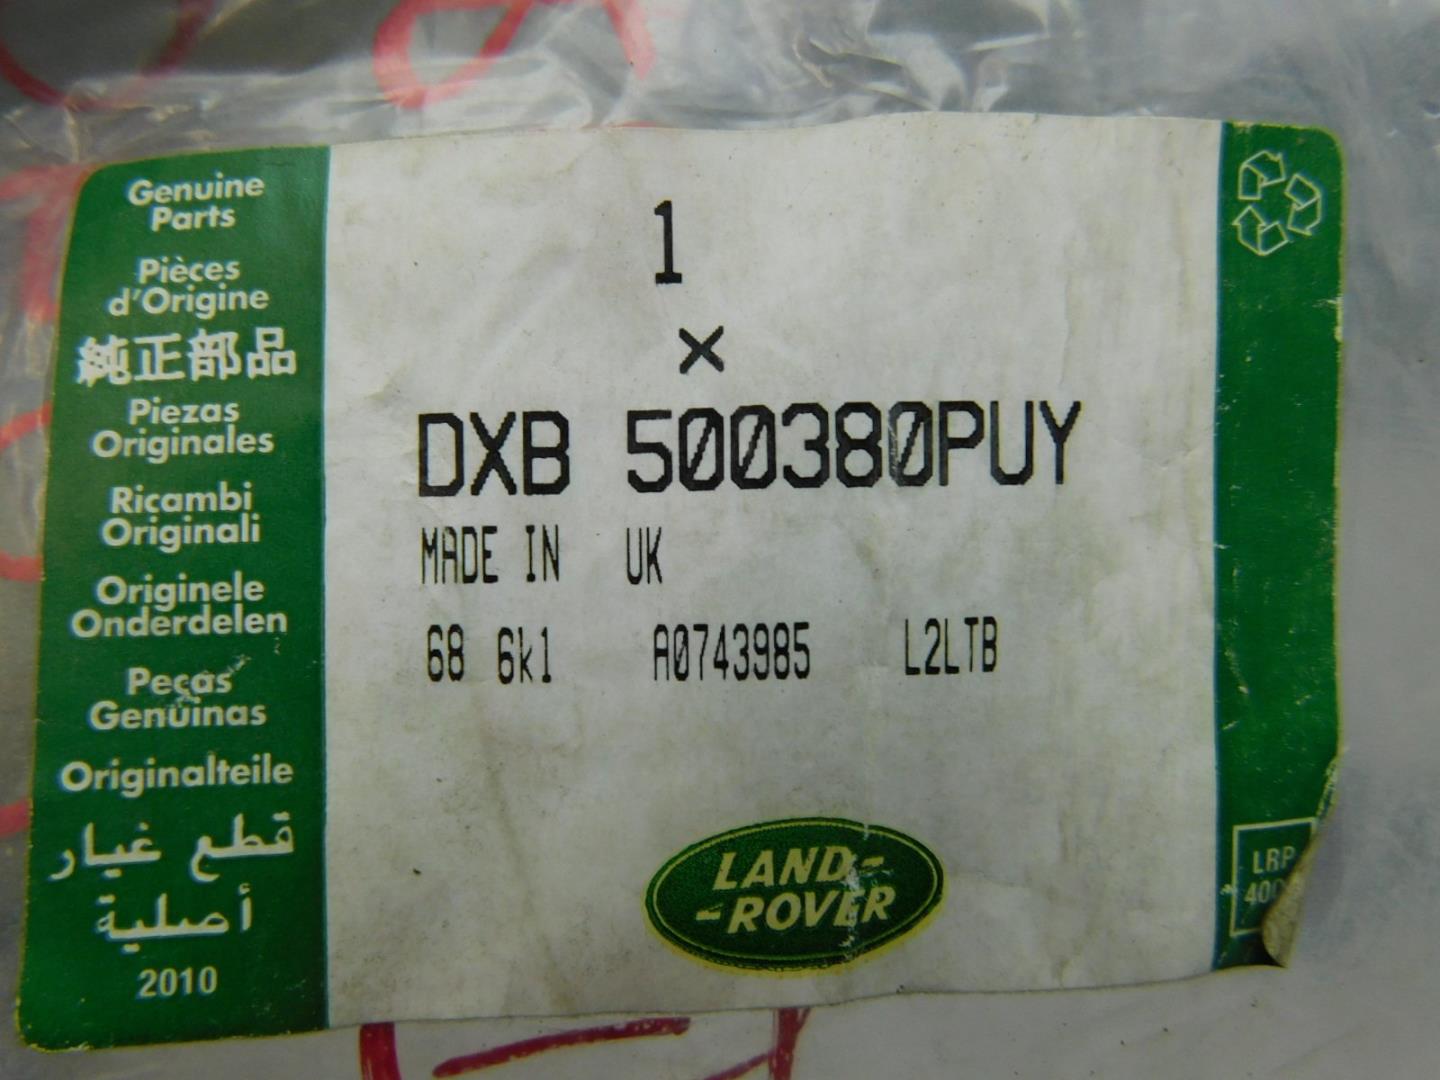 Genuine
Parts
Pièces
d'Origine
純正部品
Piezas
Originales
Ricambi
Originali
Originele
Onderdelen
Peças
Genuinas
Originalteile
قطع غيار
أصلية
2010
1
×
DXB 500380PUY
MADE IN UK
68 6k1 A0743985 L2LTB
LAND-
-ROVER
LRP